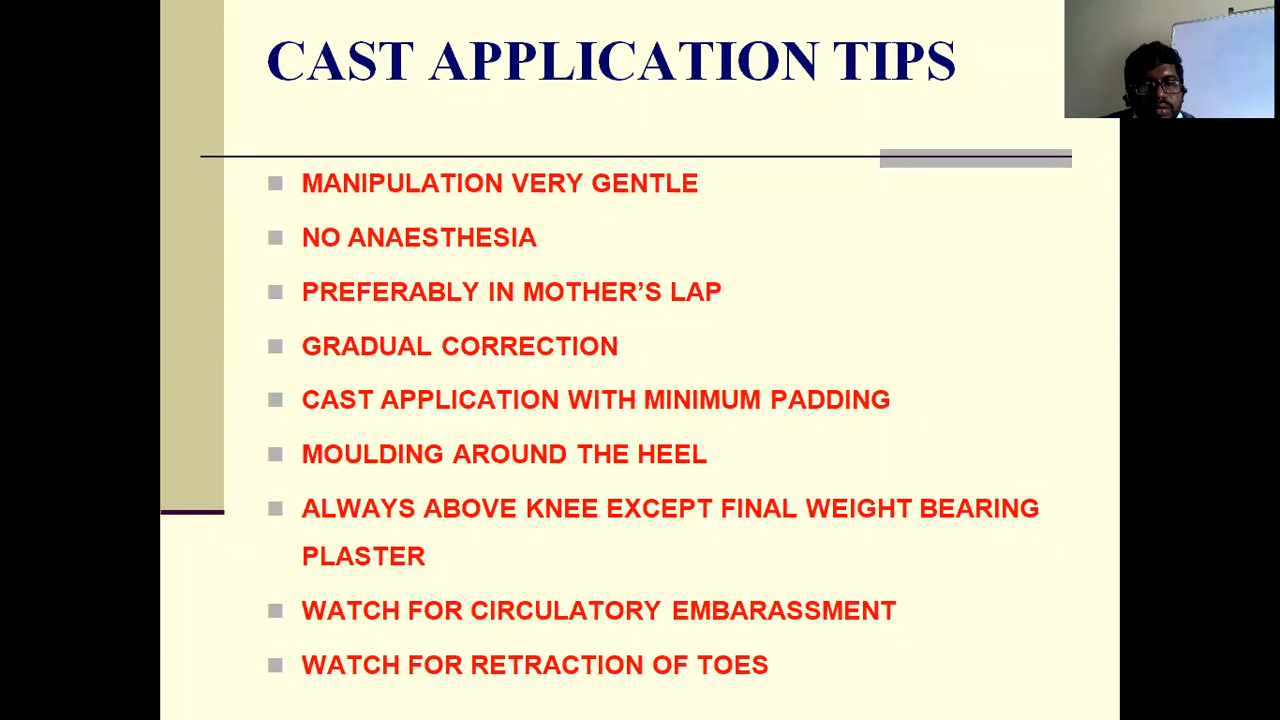 CAST APPLICATION TIPS
MANIPULATION VERY GENTLE
NO ANAESTHESIA
PREFERABLY IN MOTHER’S LAP
GRADUAL CORRECTION
CAST APPLICATION WITH MINIMUM PADDING
MOULDING AROUND THE HEEL
ALWAYS ABOVE KNEE EXCEPT FINAL WEIGHT BEARING
PLASTER
WATCH FOR CIRCULATORY EMBARASSMENT
WATCH FOR RETRACTION OF TOES